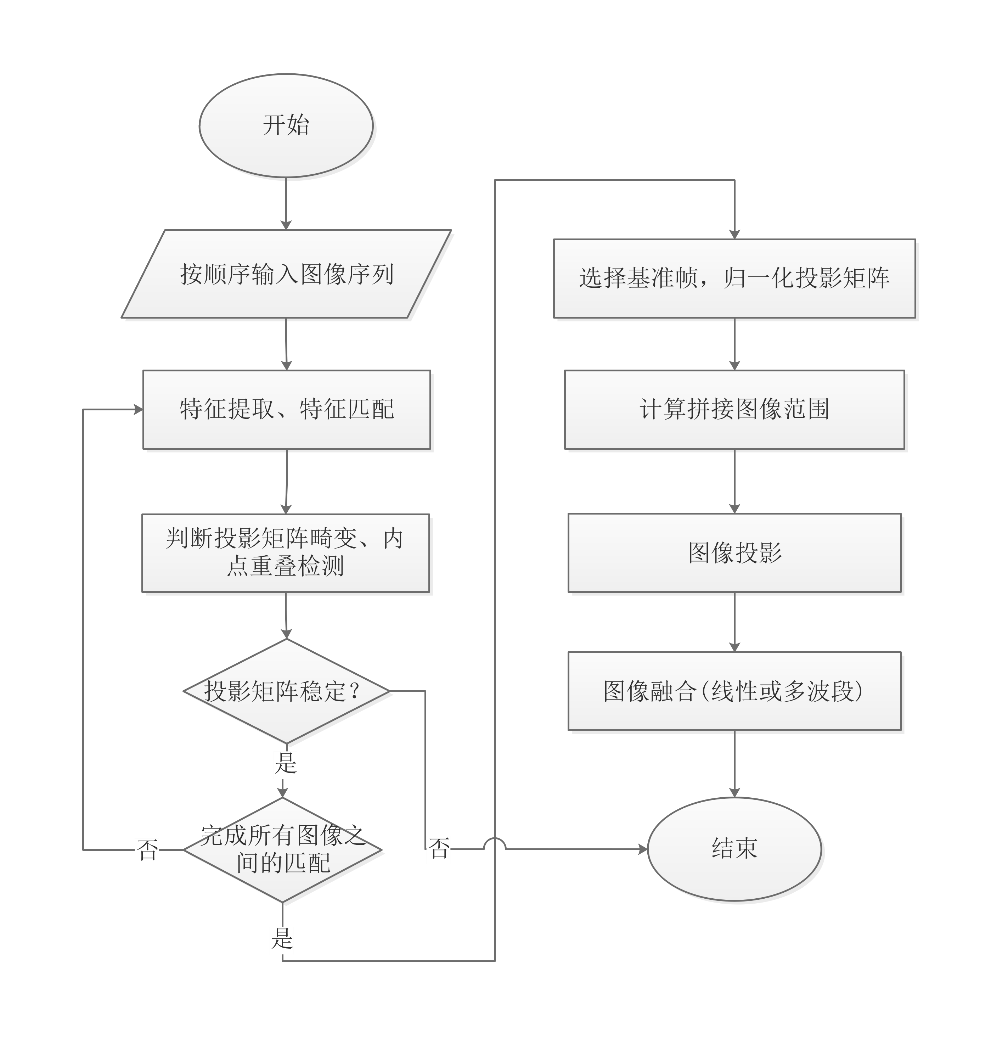 开始
按顺序输入图像序列
特征提取、特征匹配
判断投影矩阵畸变、内
点重叠检测
投影矩阵稳定？
是
完成所有图像之
间的匹配
否
是
否
选择基准帧，归一化投影矩阵
计算拼接图像范围
图像投影
图像融合(线性或多波段)
结束